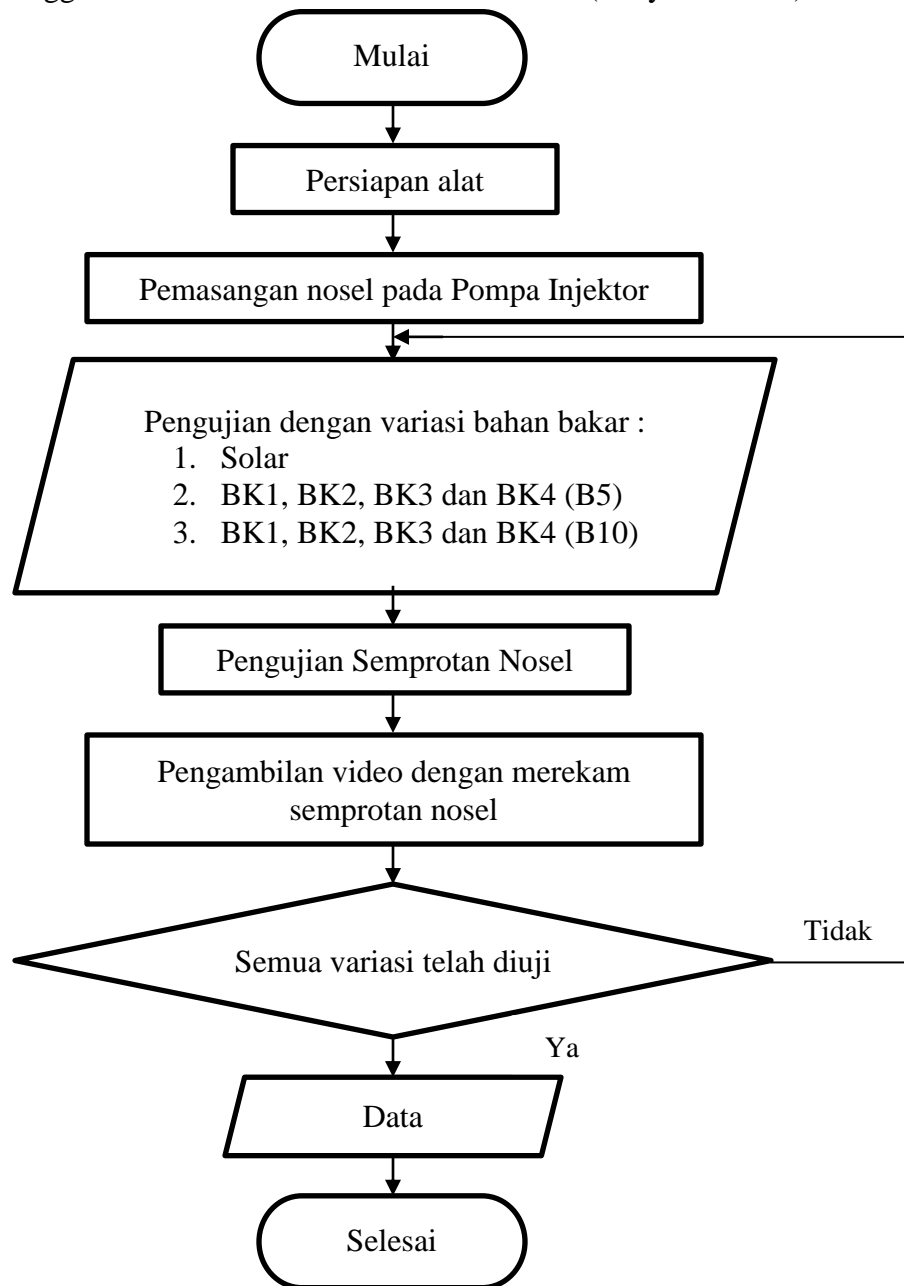 Mulai
Persiapan alat
Pemasangan nosel pada Pompa Injektor
Pengujian dengan variasi bahan bakar :
1. Solar
2. BK1, BK2, BK3 dan BK4 (B5)
3. BK1, BK2, BK3 dan BK4 (B10)
Pengujian Semprotan Nosel
Pengambilan video dengan merekam
semprotan nosel
Semua variasi telah diuji
Tidak
Ya
Data
Selesai